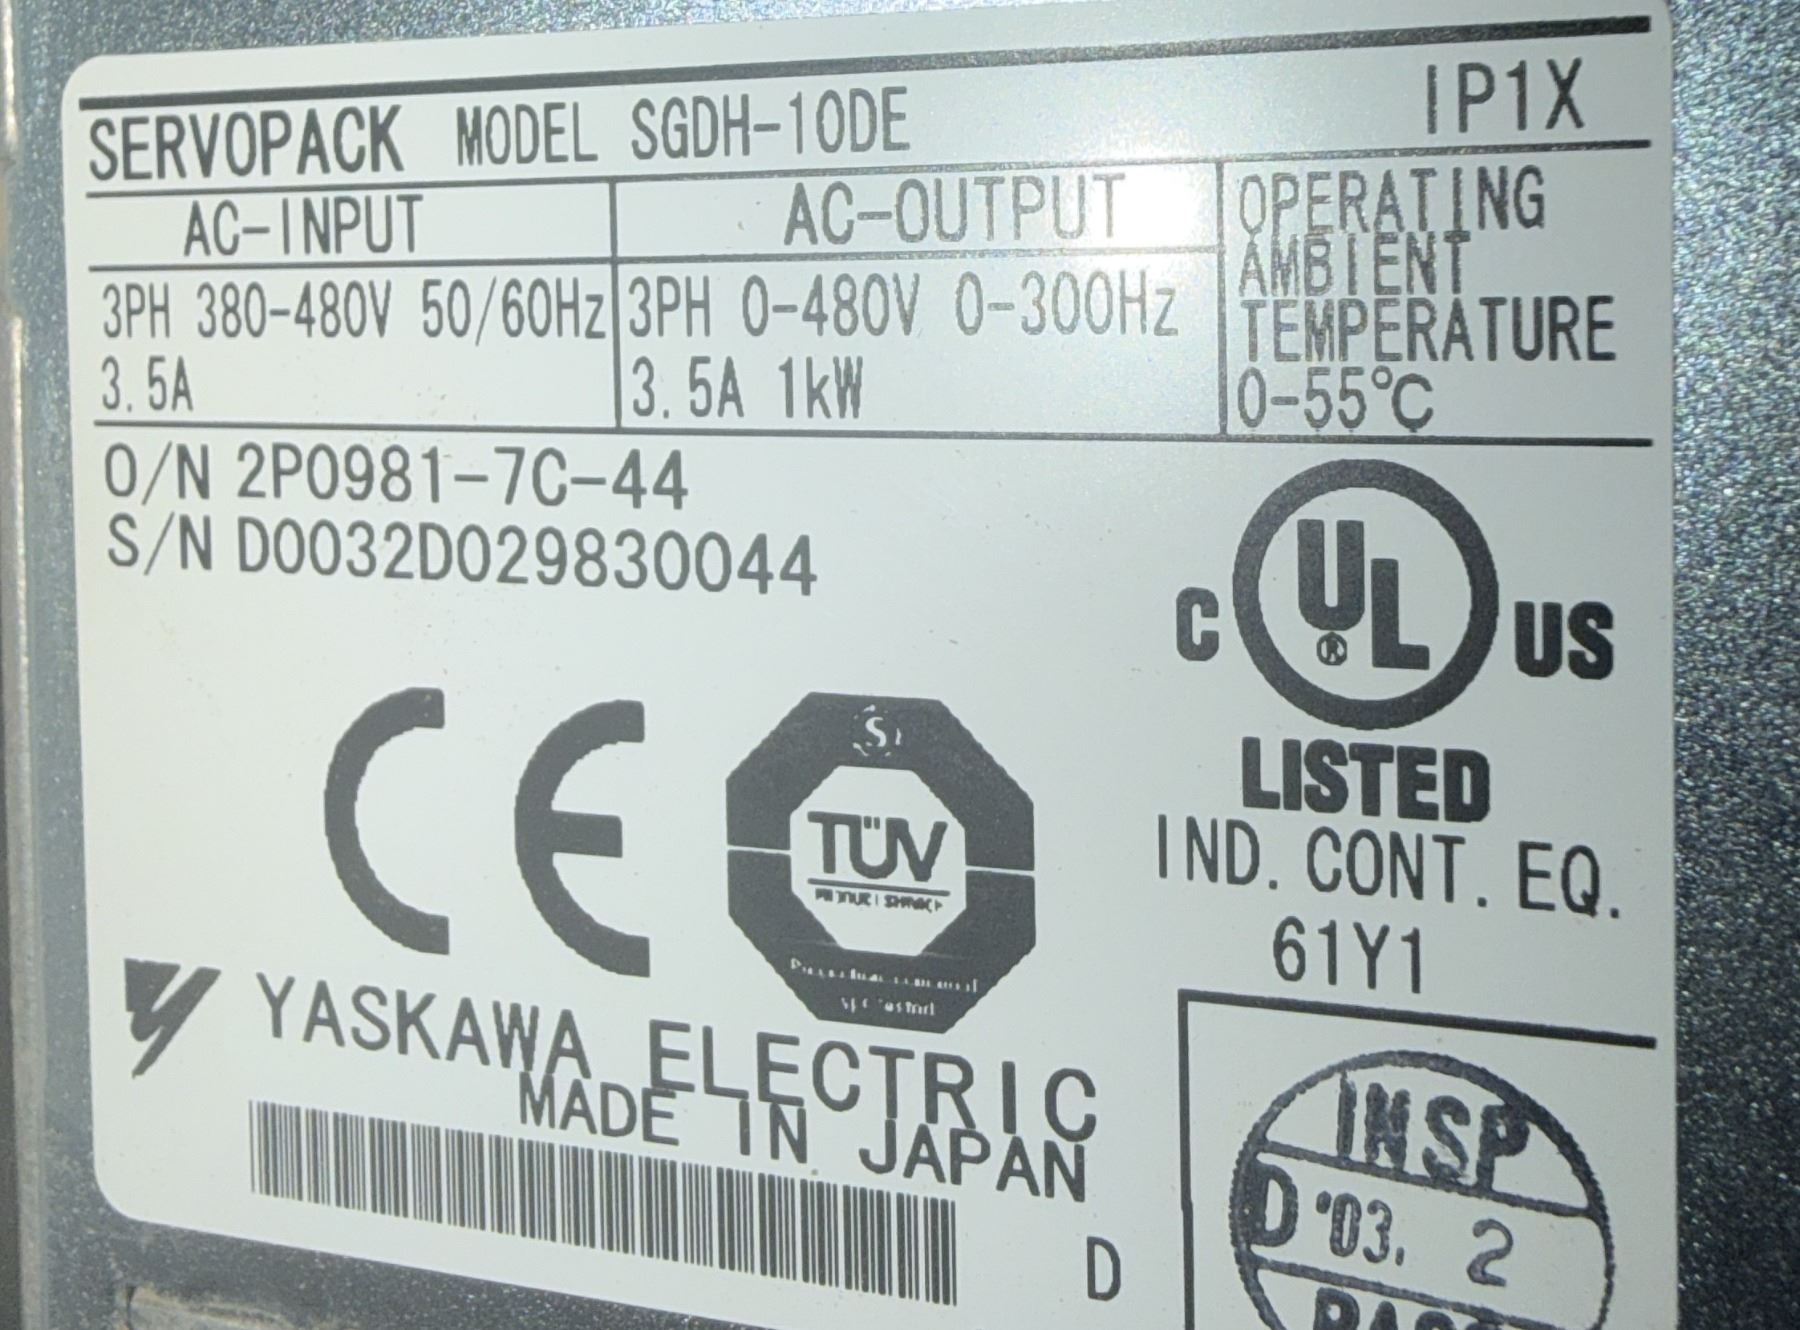 SERVOPACK MODEL SGDH-10DE IP1X
AC-INPUT
3PH 380-480V 50/60Hz
3.5A
AC-OUTPUT
3PH 0-480V 0-300Hz
3.5A 1kW
OPERATING
AMBIENT
TEMPERATURE
0-55°C
O/N 2P0981-7C-44
S/N D0032D029830044
C UL® US
LISTED
IND. CONT. EQ.
61Y1
CE
S
TÜV
YASKAWA ELECTRIC
MADE IN JAPAN
D
INSP
D '03. 2